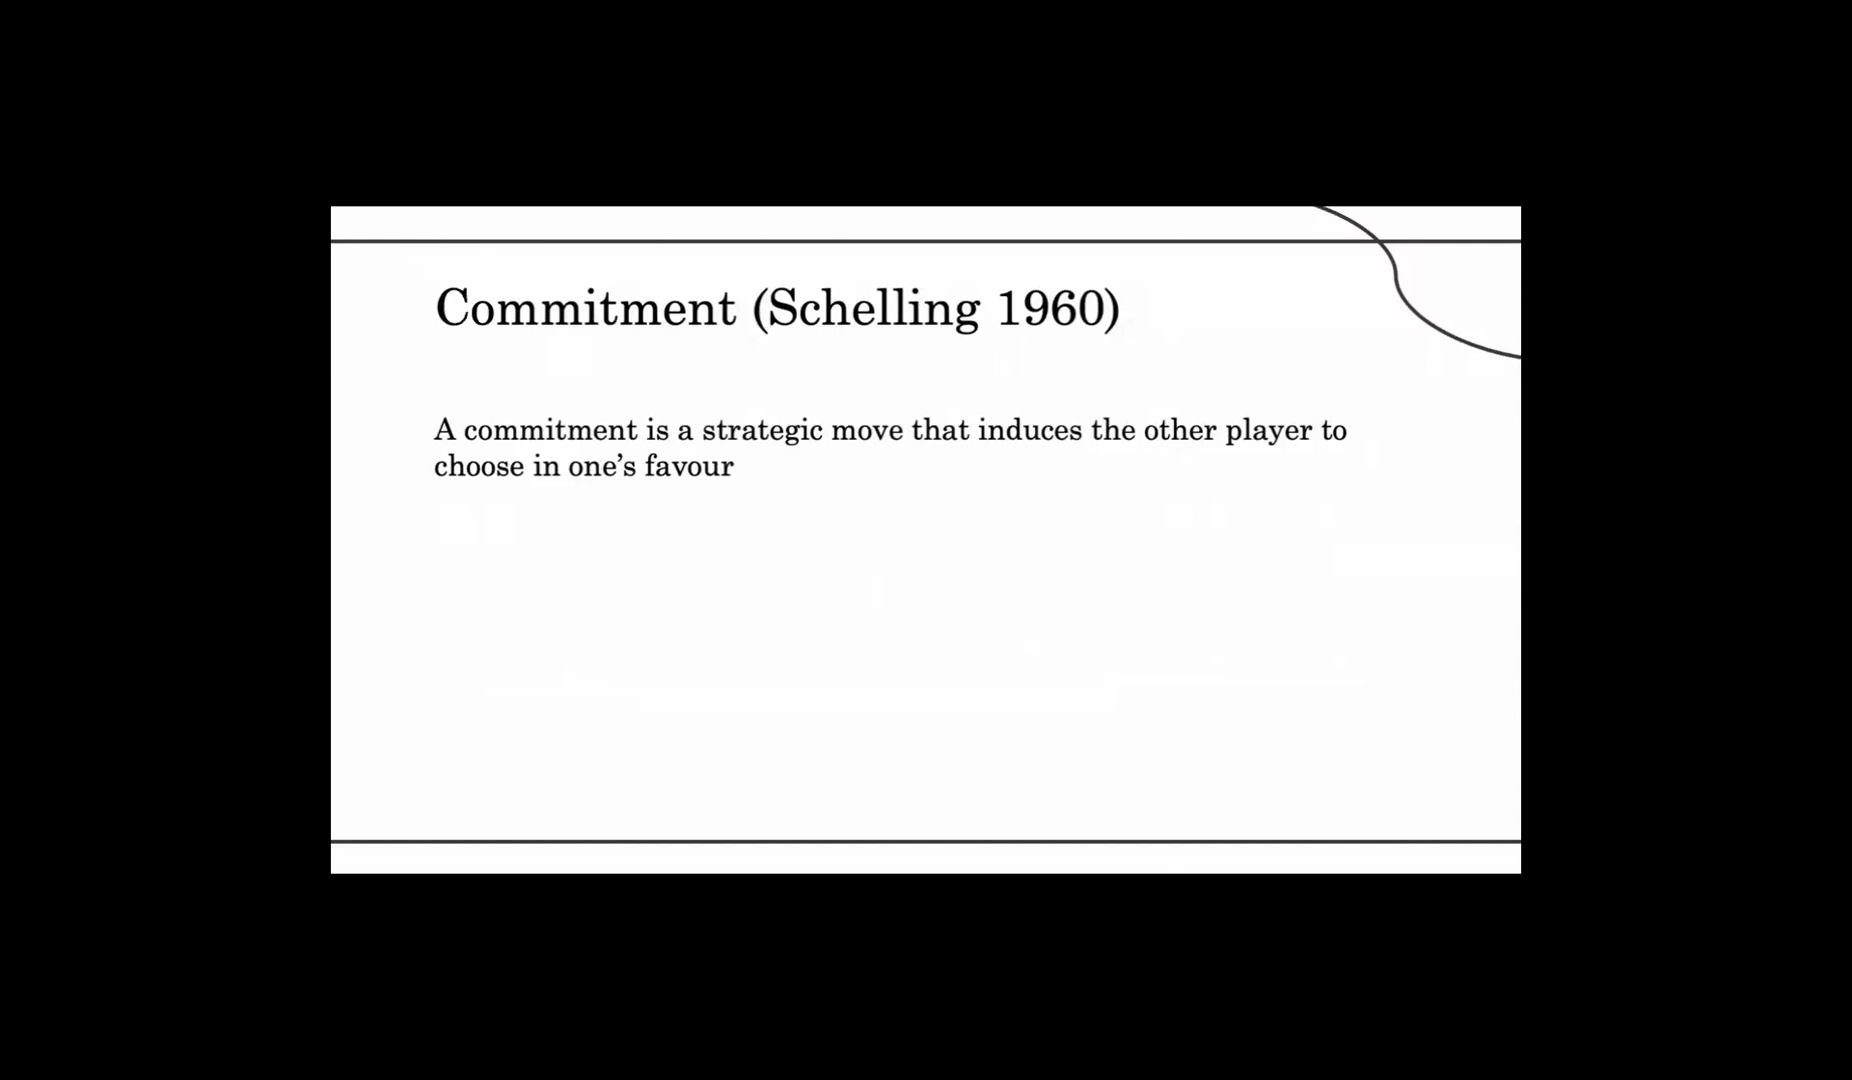 Commitment (Schelling 1960)
A commitment is a strategic move that induces the other player to
choose in one’s favour